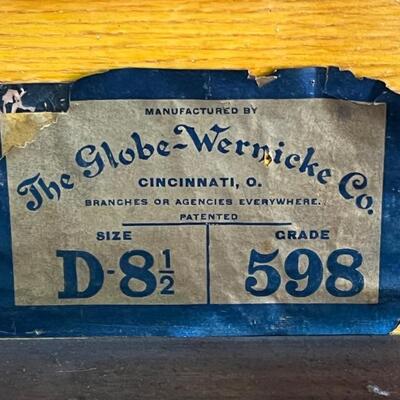 MANUFACTURED BY
The Globe-Wernicke Co.
CINCINNATI, O.
BRANCHES OR AGENCIES EVERYWHERE.
PATENTED
SIZE GRADE
D-8½ 598